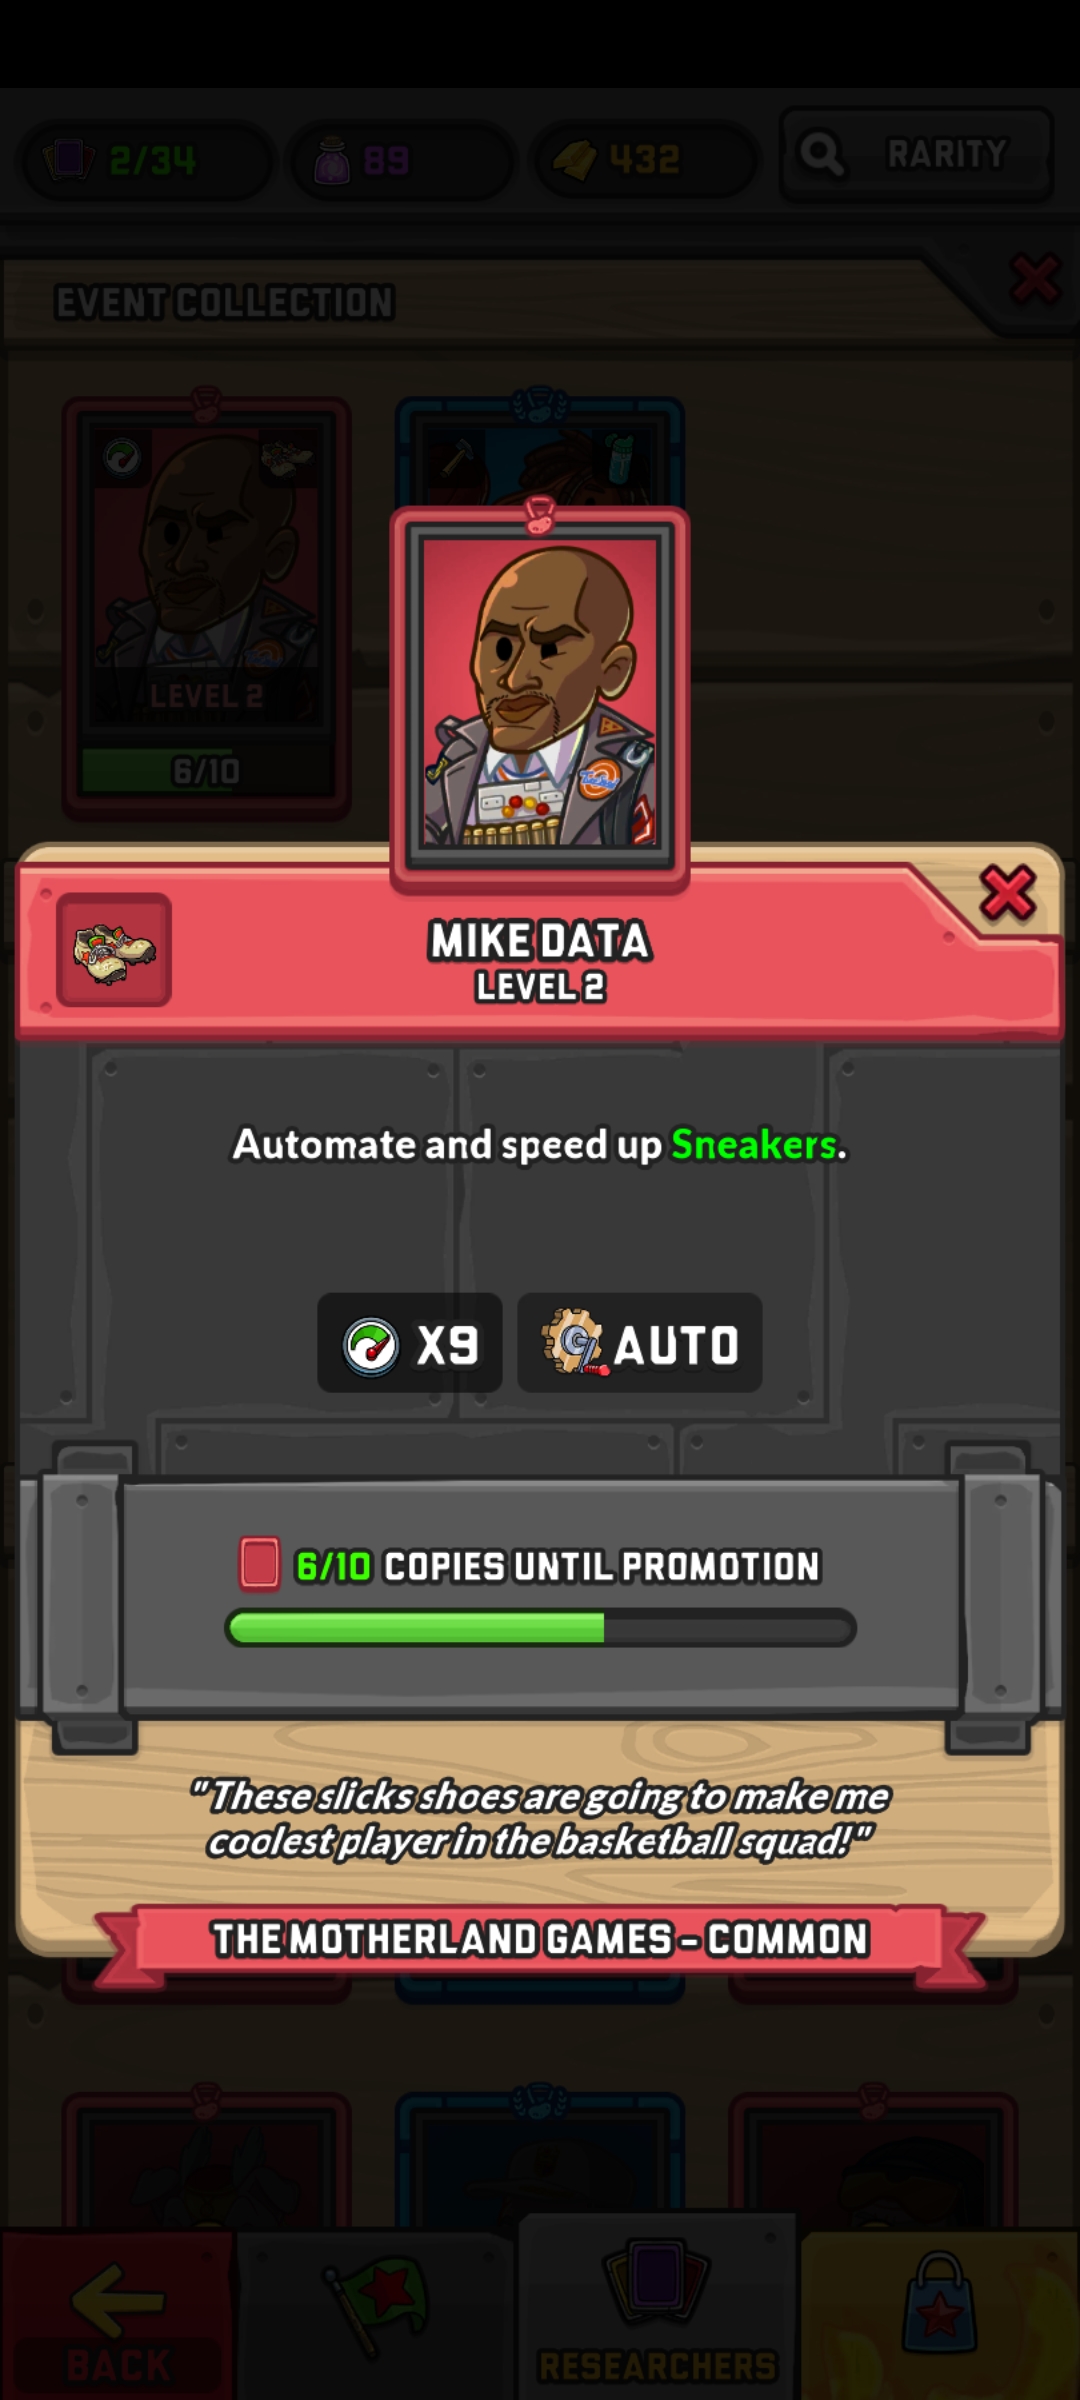 2/34
89
432
RARITY
EVENT COLLECTION
LEVEL 2
6/10
MIKE DATA
LEVEL 2
Automate and speed up Sneakers.
X9
AUTO
6/10 COPIES UNTIL PROMOTION
"These slicks shoes are going to make me
coolest player in the basketball squad!"
THE MOTHERLAND GAMES - COMMON
BACK
RESEARCHERS